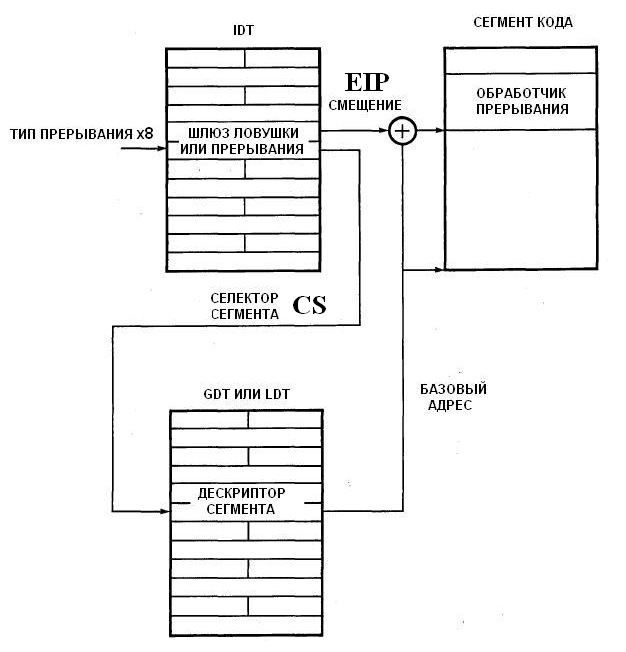 IDT
СЕГМЕНТ КОДА
EIP
СМЕЩЕНИЕ
ОБРАБОТЧИК
ПРЕРЫВАНИЯ
ТИП ПРЕРЫВАНИЯ x8
ШЛЮЗ ЛОВУШКИ
ИЛИ ПРЕРЫВАНИЯ
+
СЕЛЕКТОР
СЕГМЕНТА
CS
GDT ИЛИ LDT
БАЗОВЫЙ
АДРЕС
ДЕСКРИПТОР
СЕГМЕНТА